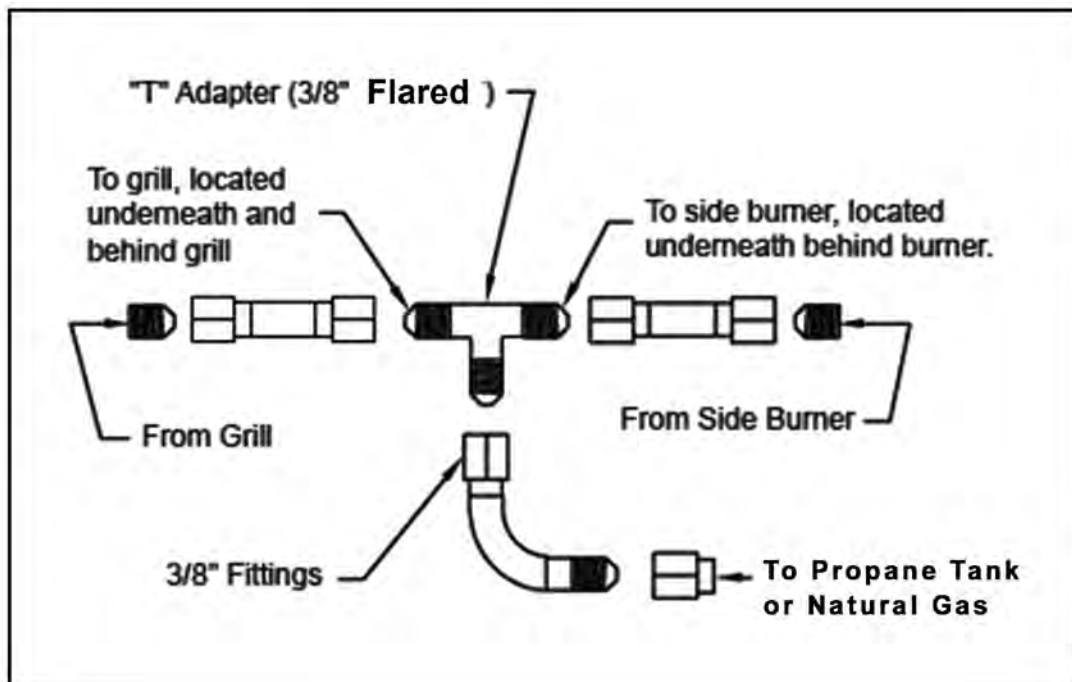 "T" Adapter (3/8" Flared )
To grill, located
underneath and
behind grill
To side burner, located
underneath behind burner.
From Grill
From Side Burner
3/8" Fittings
To Propane Tank
or Natural Gas